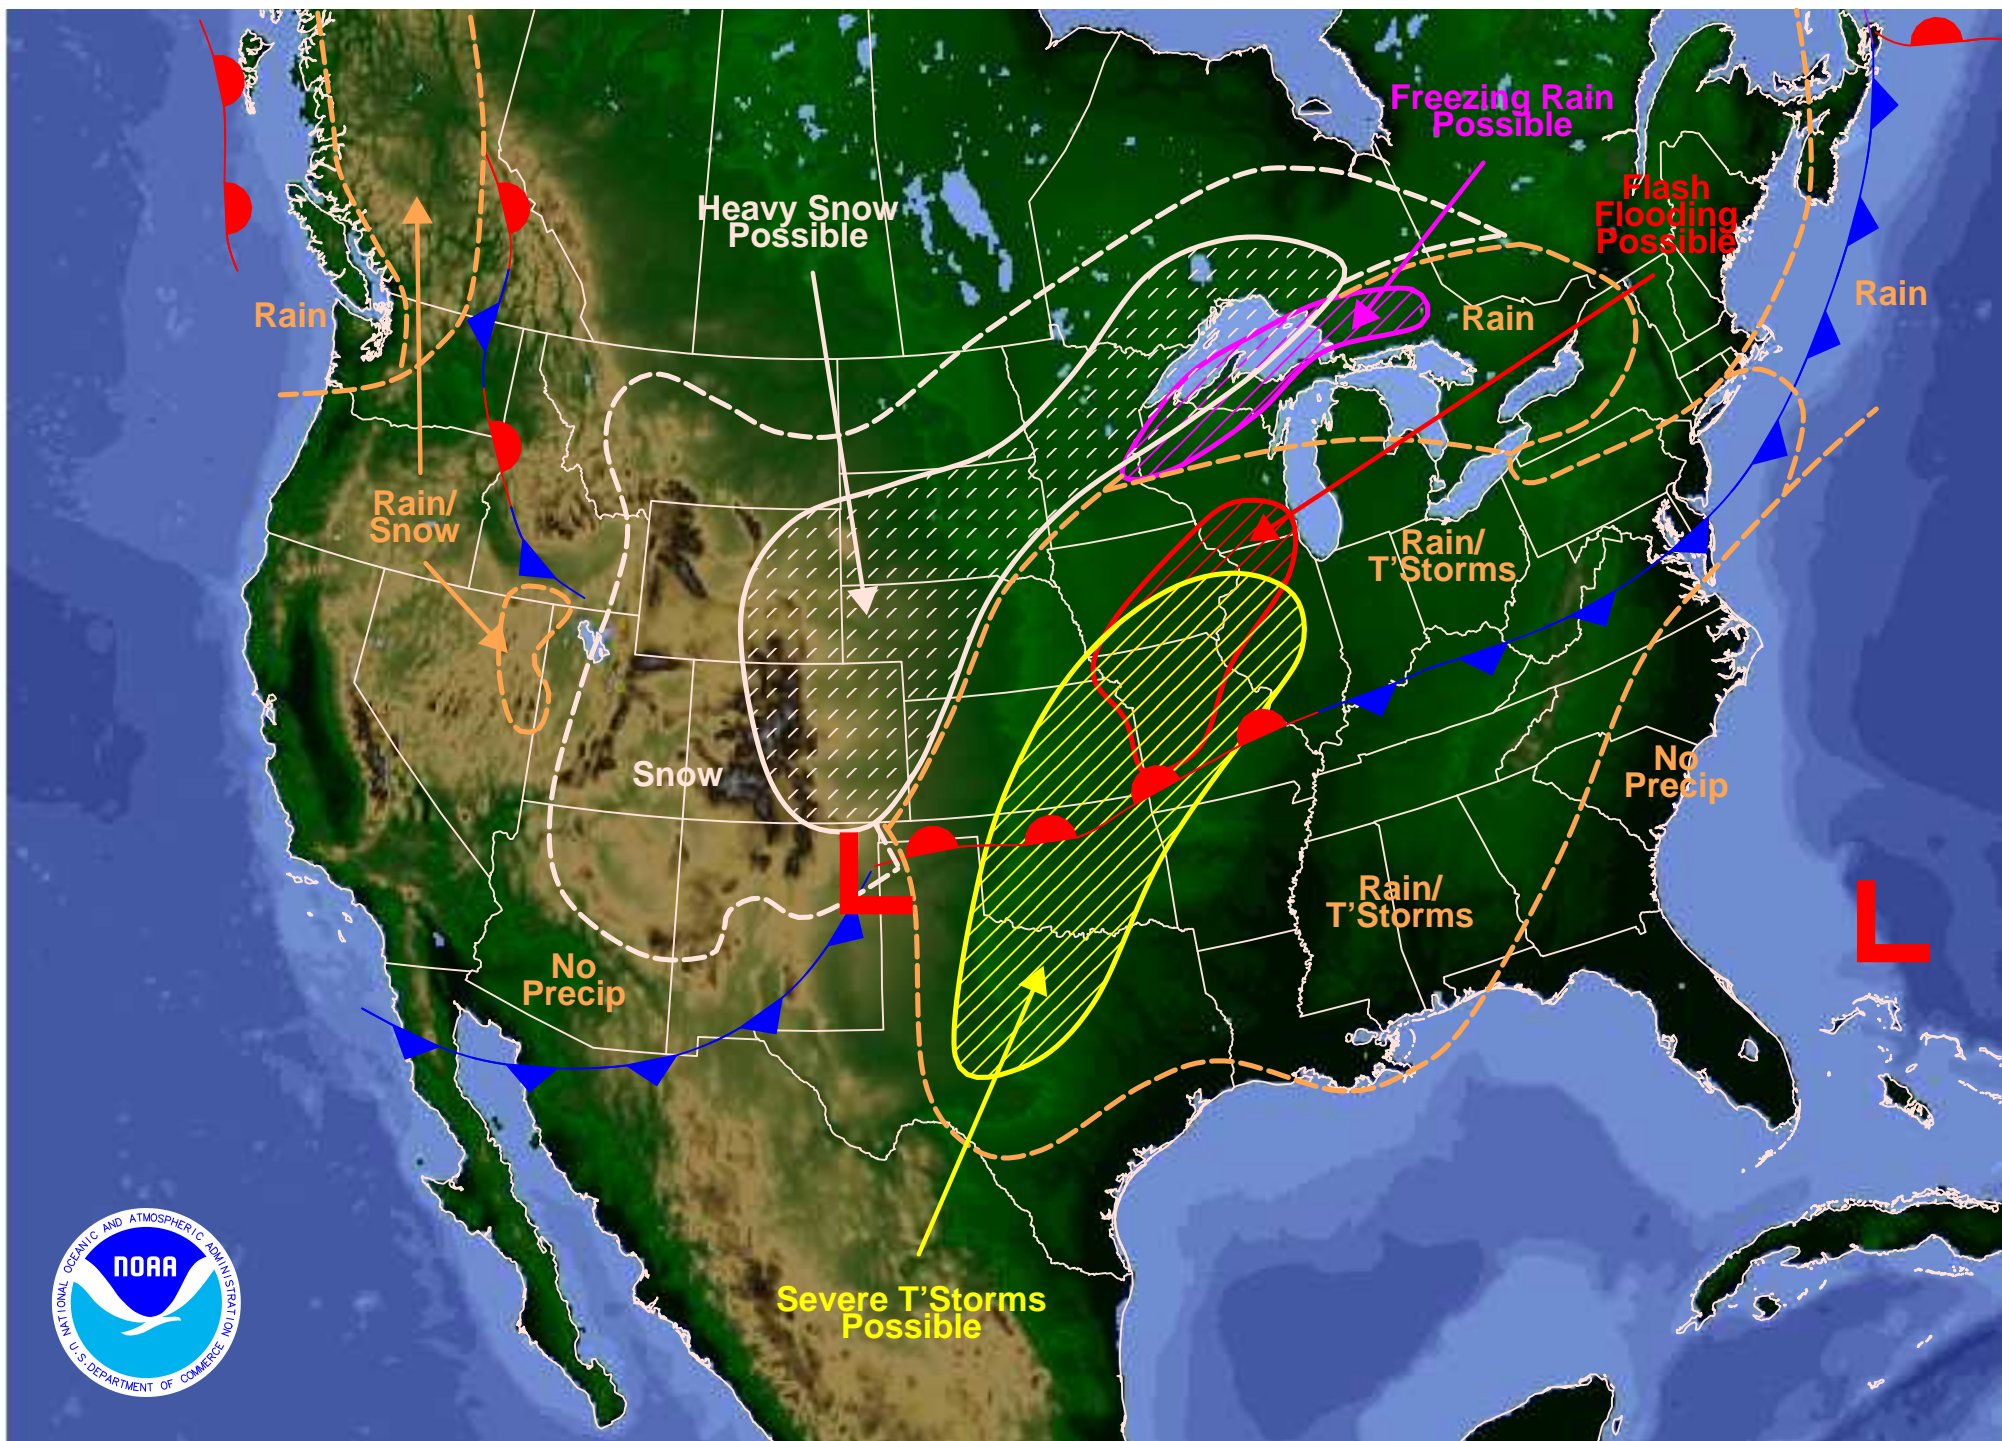 Freezing Rain
Possible
Flash
Flooding
Possible
Heavy Snow
Possible
Rain
Rain
Rain
Rain/
Snow
Rain/
T'Storms
Snow
No
Precip
Rain/
T'Storms
No
Precip
Severe T'Storms
Possible
L
L
NATIONAL OCEANIC AND ATMOSPHERIC ADMINISTRATION
NOAA
U.S. DEPARTMENT OF COMMERCE